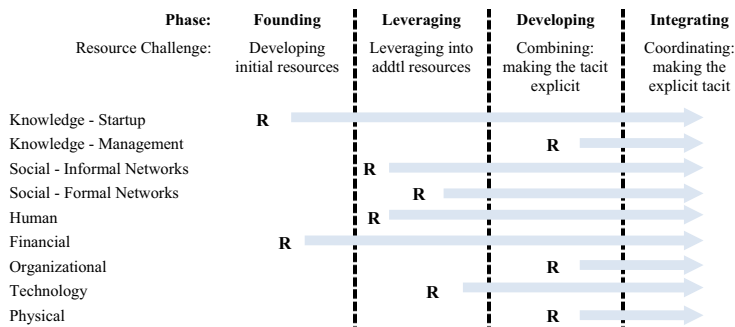 Phase: Founding Leveraging Developing Integrating
Resource Challenge: Developing Leveraging into Combining: Coordinating:
initial resources addtl resources making the tacit making the
explicit explicit tacit
Knowledge - Startup R
Knowledge - Management R
Social - Informal Networks R
Social - Formal Networks R
Human R
Financial R
Organizational R
Technology R
Physical R